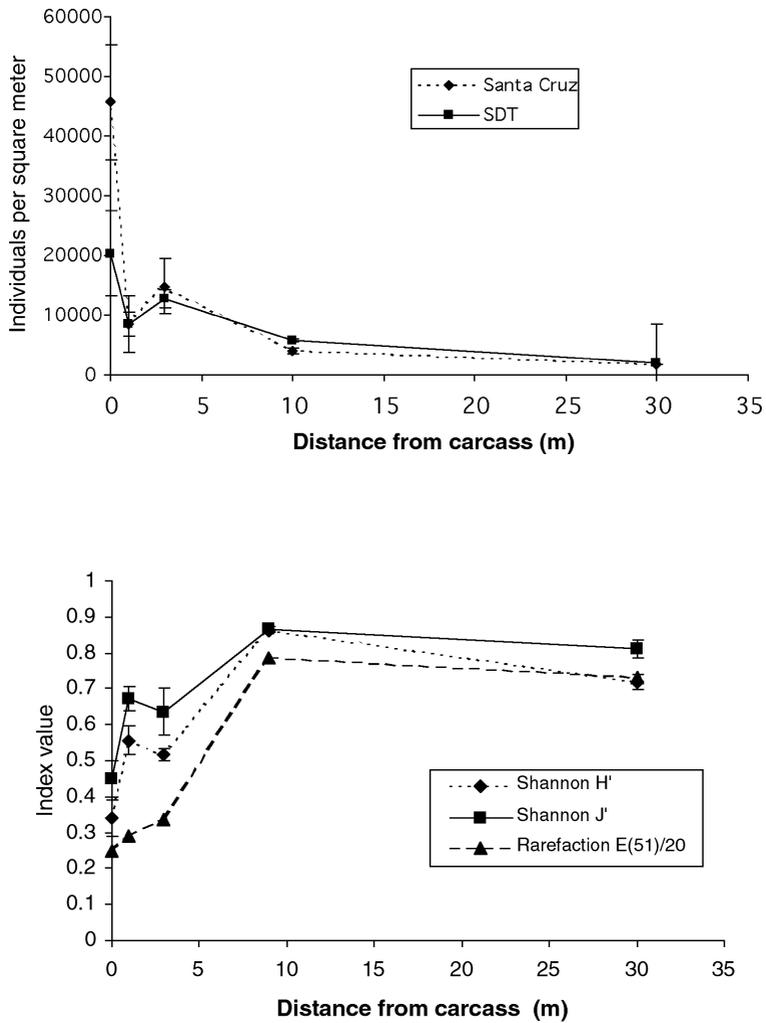 60000
50000
40000
30000
20000
10000
0
Individuals per square meter
Santa Cruz
SDT
0 5 10 15 20 25 30 35
Distance from carcass (m)
1
0.9
0.8
0.7
0.6
0.5
0.4
0.3
0.2
0.1
0
Index value
Shannon H'
Shannon J'
Rarefaction E(51)/20
0 5 10 15 20 25 30 35
Distance from carcass (m)